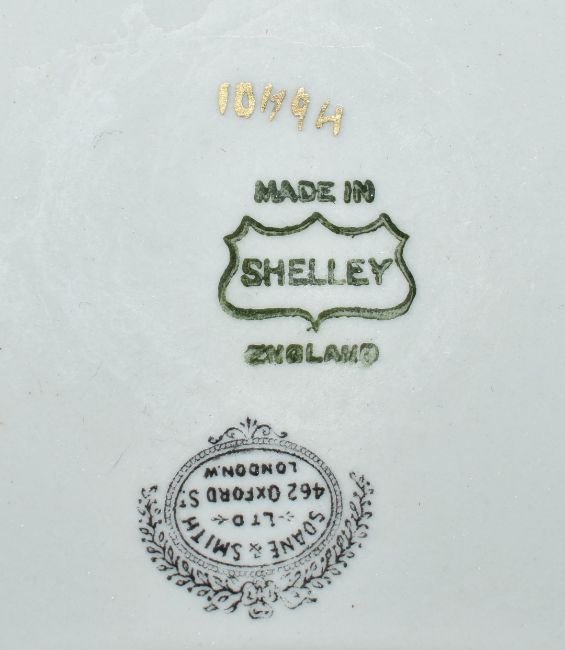 10494
MADE IN
SHELLEY
ENGLAND
SOANE & SMITH
LTD
462 OXFORD ST
LONDON.W